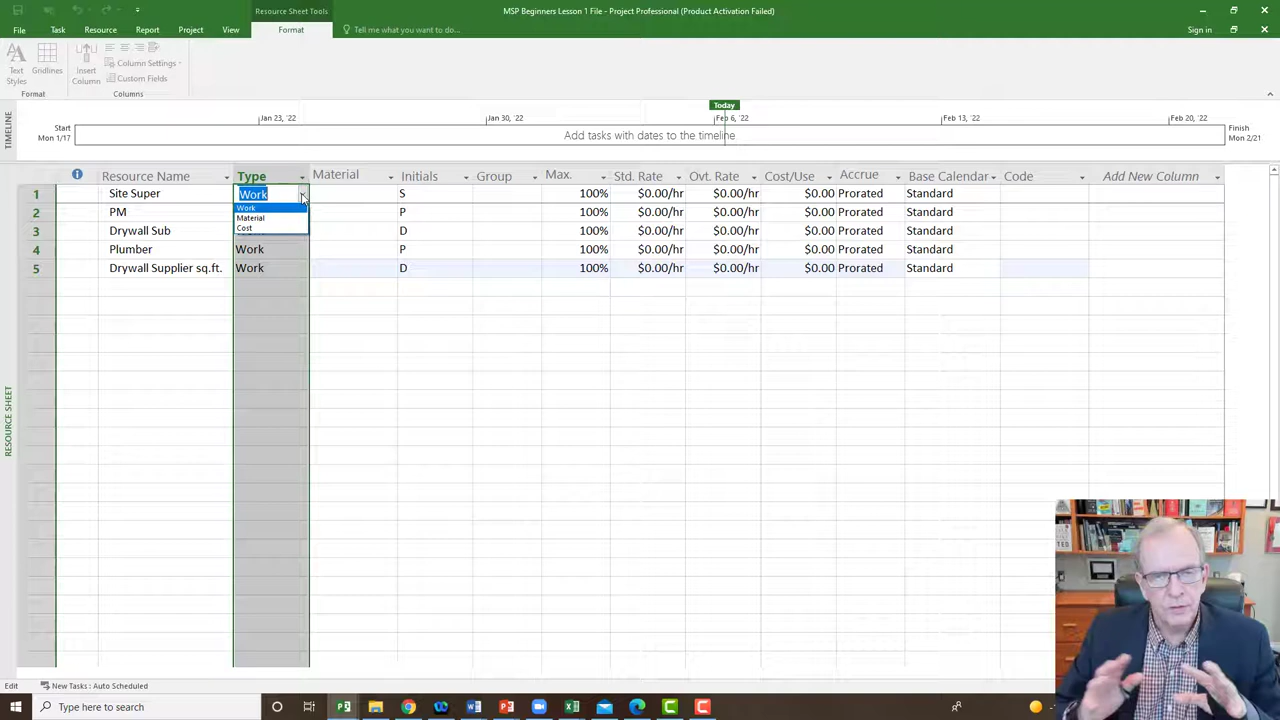 Resource Sheet Tools
MSP Beginners Lesson 1 File - Project Professional (Product Activation Failed)
File Task Resource Report Project View Format Tell me what you want to do... Sign in
Text Styles Gridlines Insert Column Column Settings Custom Fields
Format Columns
Today
Jan 23, '22 Jan 30, '22 Feb 6, '22 Feb 13, '22 Feb 20, '22
TIMELINE
Start
Mon 1/17
Add tasks with dates to the timeline
Finish
Mon 2/21
Resource Name Type Material Initials Group Max. Std. Rate Ovt. Rate Cost/Use Accrue Base Calendar Code Add New Column
1 Site Super Work S 100% $0.00/hr $0.00/hr $0.00 Prorated Standard
Work
Material
Cost
2 PM P 100% $0.00/hr $0.00/hr $0.00 Prorated Standard
3 Drywall Sub D 100% $0.00/hr $0.00/hr $0.00 Prorated Standard
4 Plumber Work P 100% $0.00/hr $0.00/hr $0.00 Prorated Standard
5 Drywall Supplier sq.ft. Work D 100% $0.00/hr $0.00/hr $0.00 Prorated Standard
RESOURCE SHEET
Edit New Tasks : Auto Scheduled
Type here to search